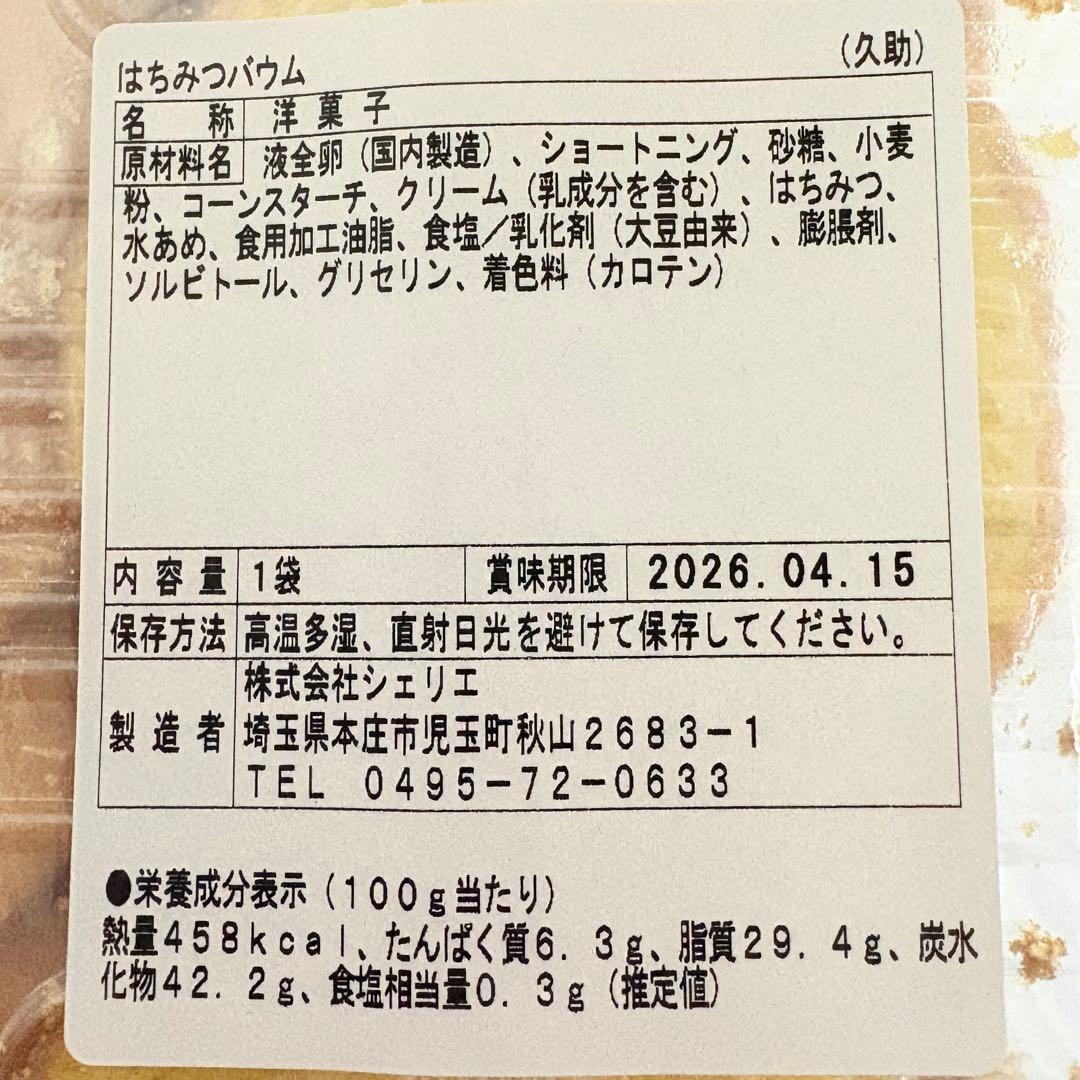 はちみつバウム
（久助）
名称 洋菓子
原材料名 液全卵（国内製造）、ショートニング、砂糖、小麦
粉、コーンスターチ、クリーム（乳成分を含む）、はちみつ、
水あめ、食用加工油脂、食塩／乳化剤（大豆由来）、膨脹剤、
ソルビトール、グリセリン、着色料（カロテン）
内容量 1袋 賞味期限 2026.04.15
保存方法 高温多湿、直射日光を避けて保存してください。
株式会社シェリエ
製造者 埼玉県本庄市児玉町秋山２６８３－１
ＴＥＬ ０４９５－７２－０６３３
●栄養成分表示（１００ｇ当たり）
熱量４５８ｋｃａｌ、たんぱく質６．３ｇ、脂質２９．４ｇ、炭水
化物４２．２ｇ、食塩相当量０．３ｇ（推定値）